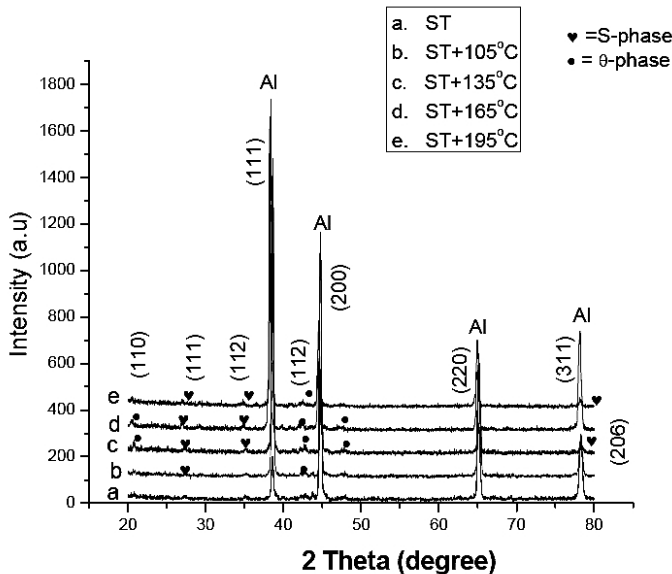 a. ST
b. ST+105°C
c. ST+135°C
d. ST+165°C
e. ST+195°C
♥ =S-phase
● = θ-phase
Intensity (a.u)
1800
1600
1400
1200
1000
800
600
400
200
0
Al
(111)
Al
(200)
Al
(220)
Al
(311)
(110)
(111)
(112)
(112)
(206)
e
d
c
b
a
20
30
40
50
60
70
80
2 Theta (degree)